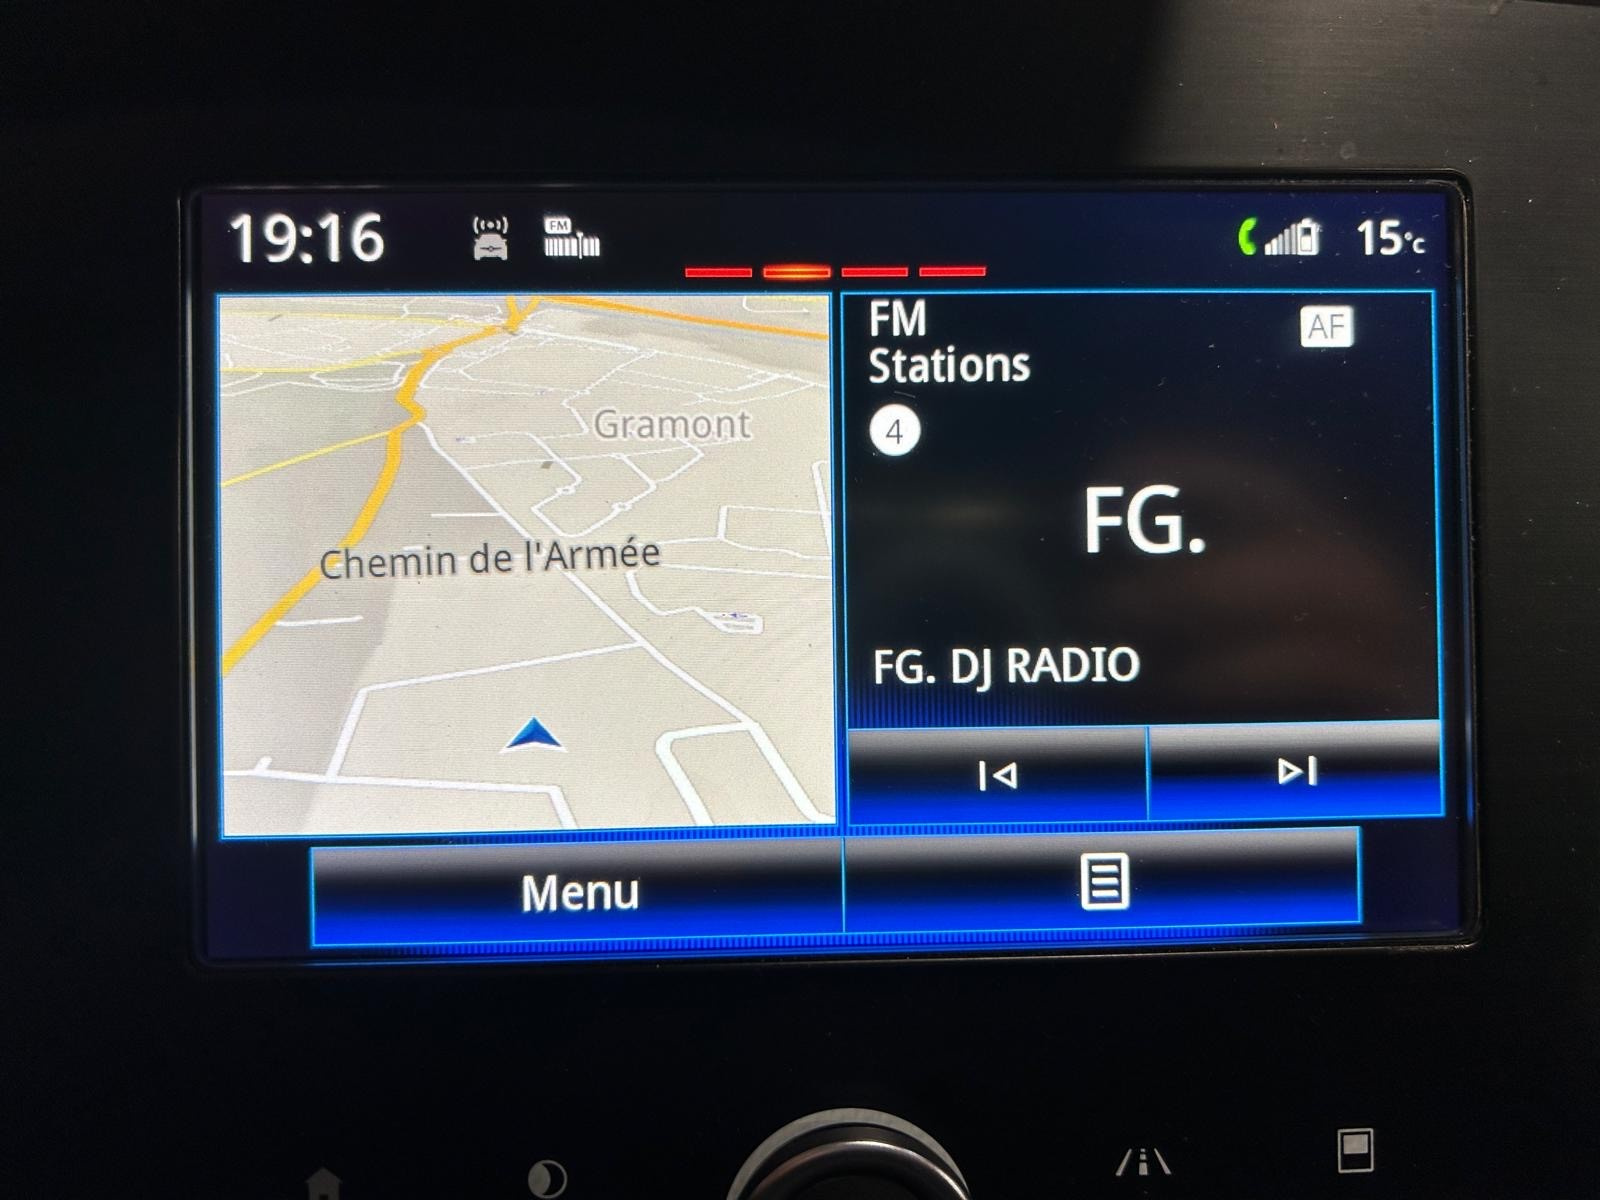 19:16
FM
15°C
Gramont
Chemin de l'Armée
FM
Stations
AF
4
FG.
FG. DJ RADIO
Menu